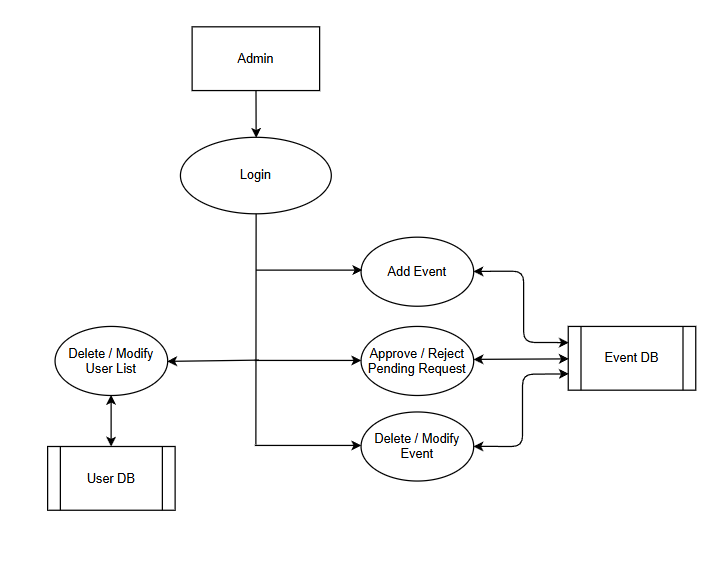 Admin
Login
Add Event
Delete / Modify
User List
Approve / Reject
Pending Request
Event DB
Delete / Modify
Event
User DB